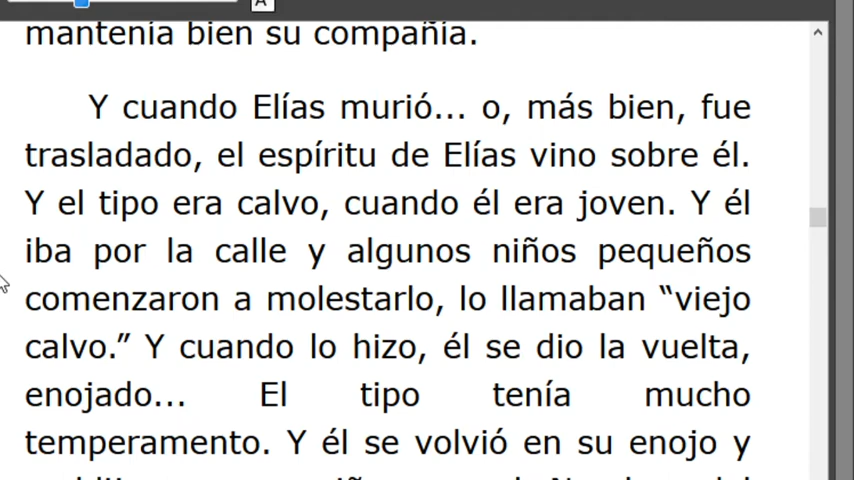 mantenía bien su compañía.
Y cuando Elías murió… o, más bien, fue
trasladado, el espíritu de Elías vino sobre él.
Y el tipo era calvo, cuando él era joven. Y él
iba por la calle y algunos niños pequeños
comenzaron a molestarlo, lo llamaban “viejo
calvo.” Y cuando lo hizo, él se dio la vuelta,
enojado… El tipo tenía mucho
temperamento. Y él se volvió en su enojo y